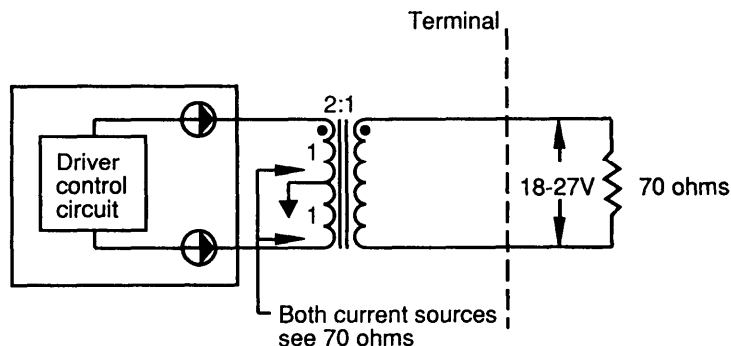 Terminal
2:1
Driver
control
circuit
1
1
18-27V
70 ohms
Both current sources
see 70 ohms